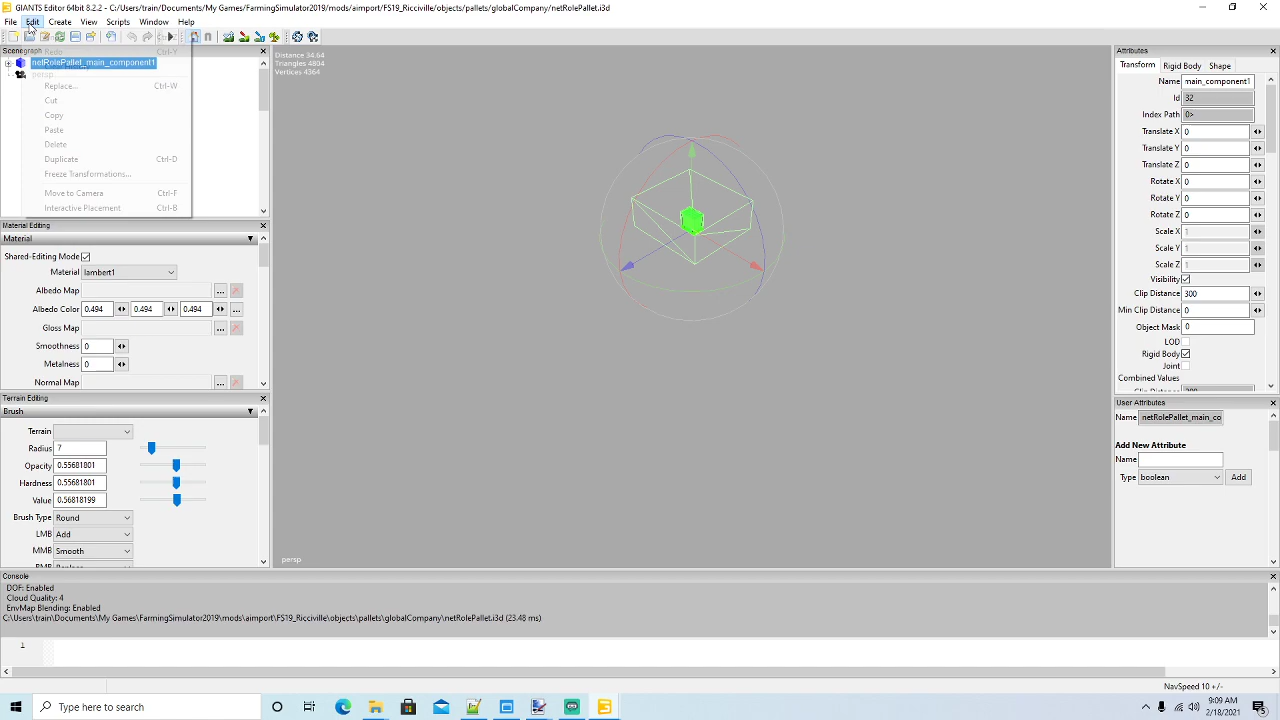 GIANTS Editor 64bit 8.2.2 - C:/Users/train/Documents/My Games/FarmingSimulator2019/mods/aimport/FS19_Ricciville/objects/pallets/globalCompany/netRolePallet.i3d
File Edit Create View Scripts Window Help
Scenegraph
Redo Ctrl-Y
netRolePallet_main_component1
persp
Replace... Ctrl-W
Cut
Copy
Paste
Delete
Duplicate Ctrl-D
Freeze Transformations...
Move to Camera Ctrl-F
Interactive Placement Ctrl-B
Material Editing
Material
Shared-Editing Mode
Material lambert1
Albedo Map ...
Albedo Color 0.494 0.494 0.494 ...
Gloss Map ...
Smoothness 0
Metalness 0
Normal Map ...
Terrain Editing
Brush
Terrain
Radius 7
Opacity 0.55681801
Hardness 0.55681801
Value 0.56818199
Brush Type Round
LMB Add
MMB Smooth
Distance 34.64
Triangles 4804
Vertices 4364
persp
Attributes
Transform Rigid Body Shape
Name main_component1
Id 32
Index Path 0>
Translate X 0
Translate Y 0
Translate Z 0
Rotate X 0
Rotate Y 0
Rotate Z 0
Scale X 1
Scale Y 1
Scale Z 1
Visibility
Clip Distance 300
Min Clip Distance 0
Object Mask 0
LOD
Rigid Body
Joint
Combined Values
User Attributes
Name netRolePallet_main_co
Add New Attribute
Name
Type boolean Add
Console
DOF: Enabled
Cloud Quality: 4
EnvMap Blending: Enabled
C:\Users\train\Documents\My Games\FarmingSimulator2019\mods\aimport\FS19_Ricciville\objects\pallets\globalCompany\netRolePallet.i3d (23.48 ms)
1
NavSpeed 10 +/-
Type here to search
9:09 AM
2/18/2021